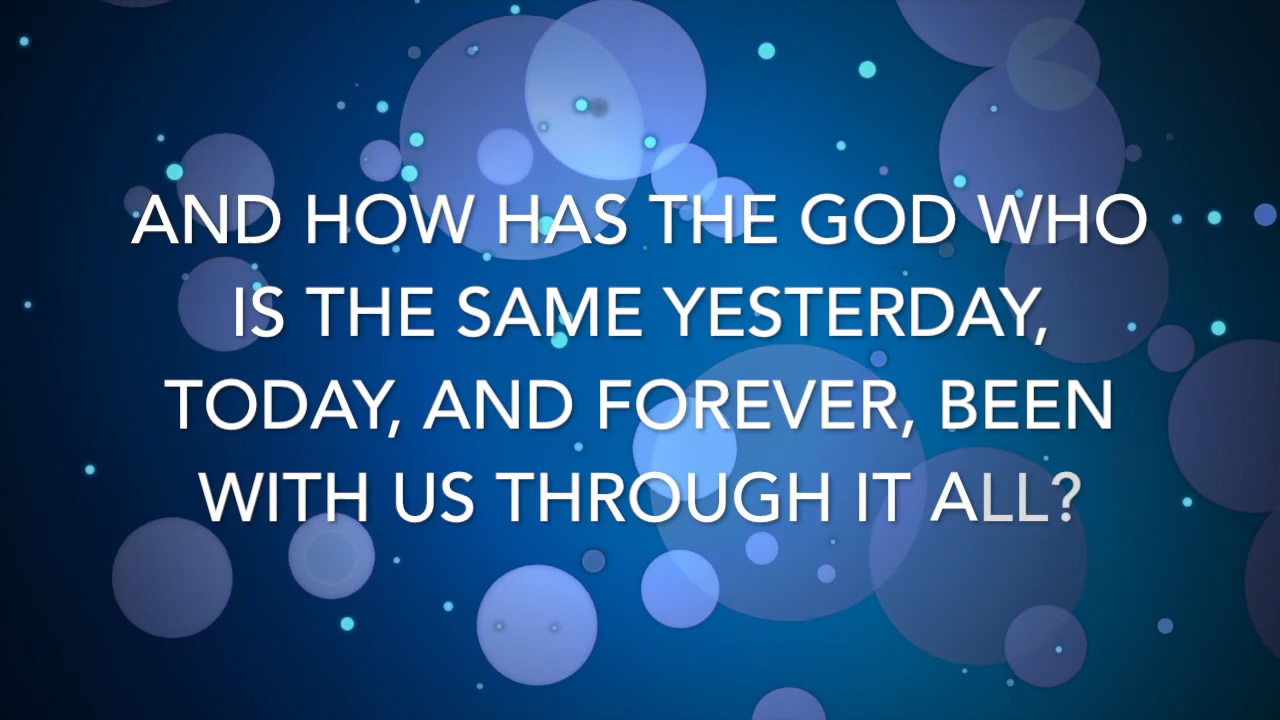 AND HOW HAS THE GOD WHO
IS THE SAME YESTERDAY,
TODAY, AND FOREVER, BEEN
WITH US THROUGH IT ALL?